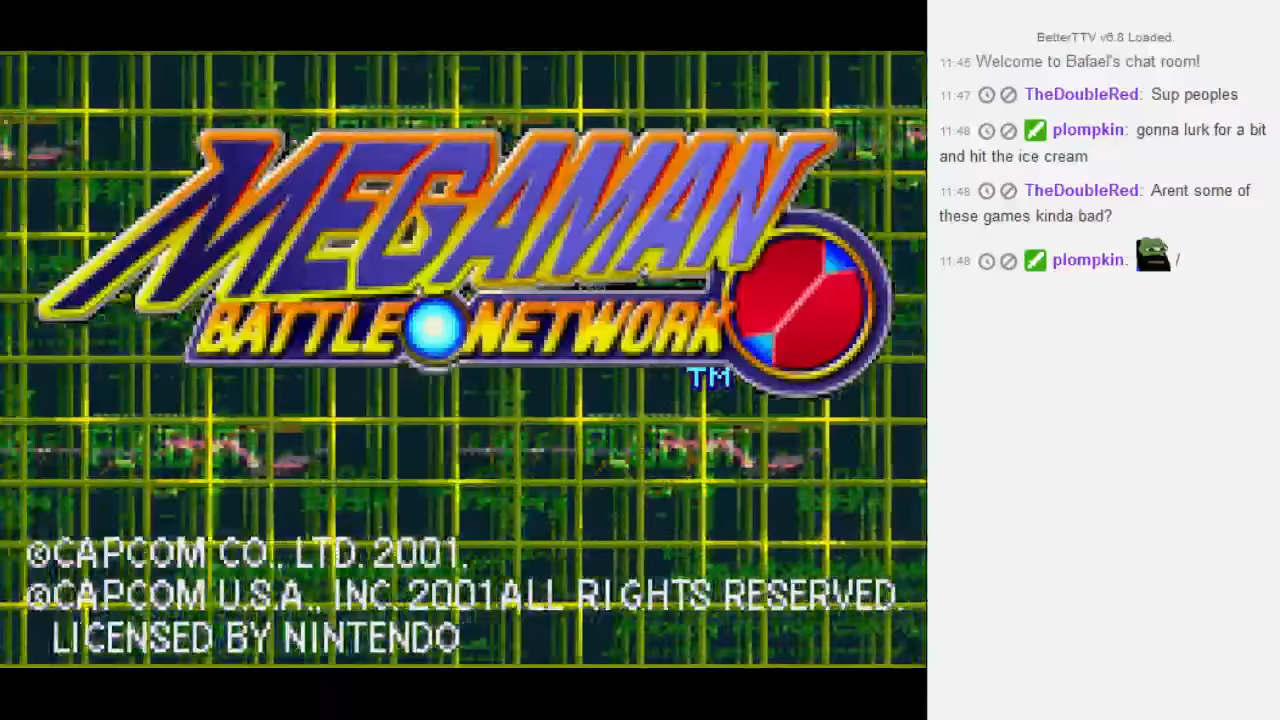 MEGAMAN
BATTLE NETWORK
TM
©CAPCOM CO., LTD. 2001.
©CAPCOM U.S.A., INC. 2001 ALL RIGHTS RESERVED.
LICENSED BY NINTENDO
BetterTTV v6.8 Loaded.
11:46 Welcome to Bafael's chat room!
11:47 TheDoubleRed: Sup peoples
11:48 plompkin: gonna lurk for a bit
and hit the ice cream
11:48 TheDoubleRed: Arent some of
these games kinda bad?
11:48 plompkin: /